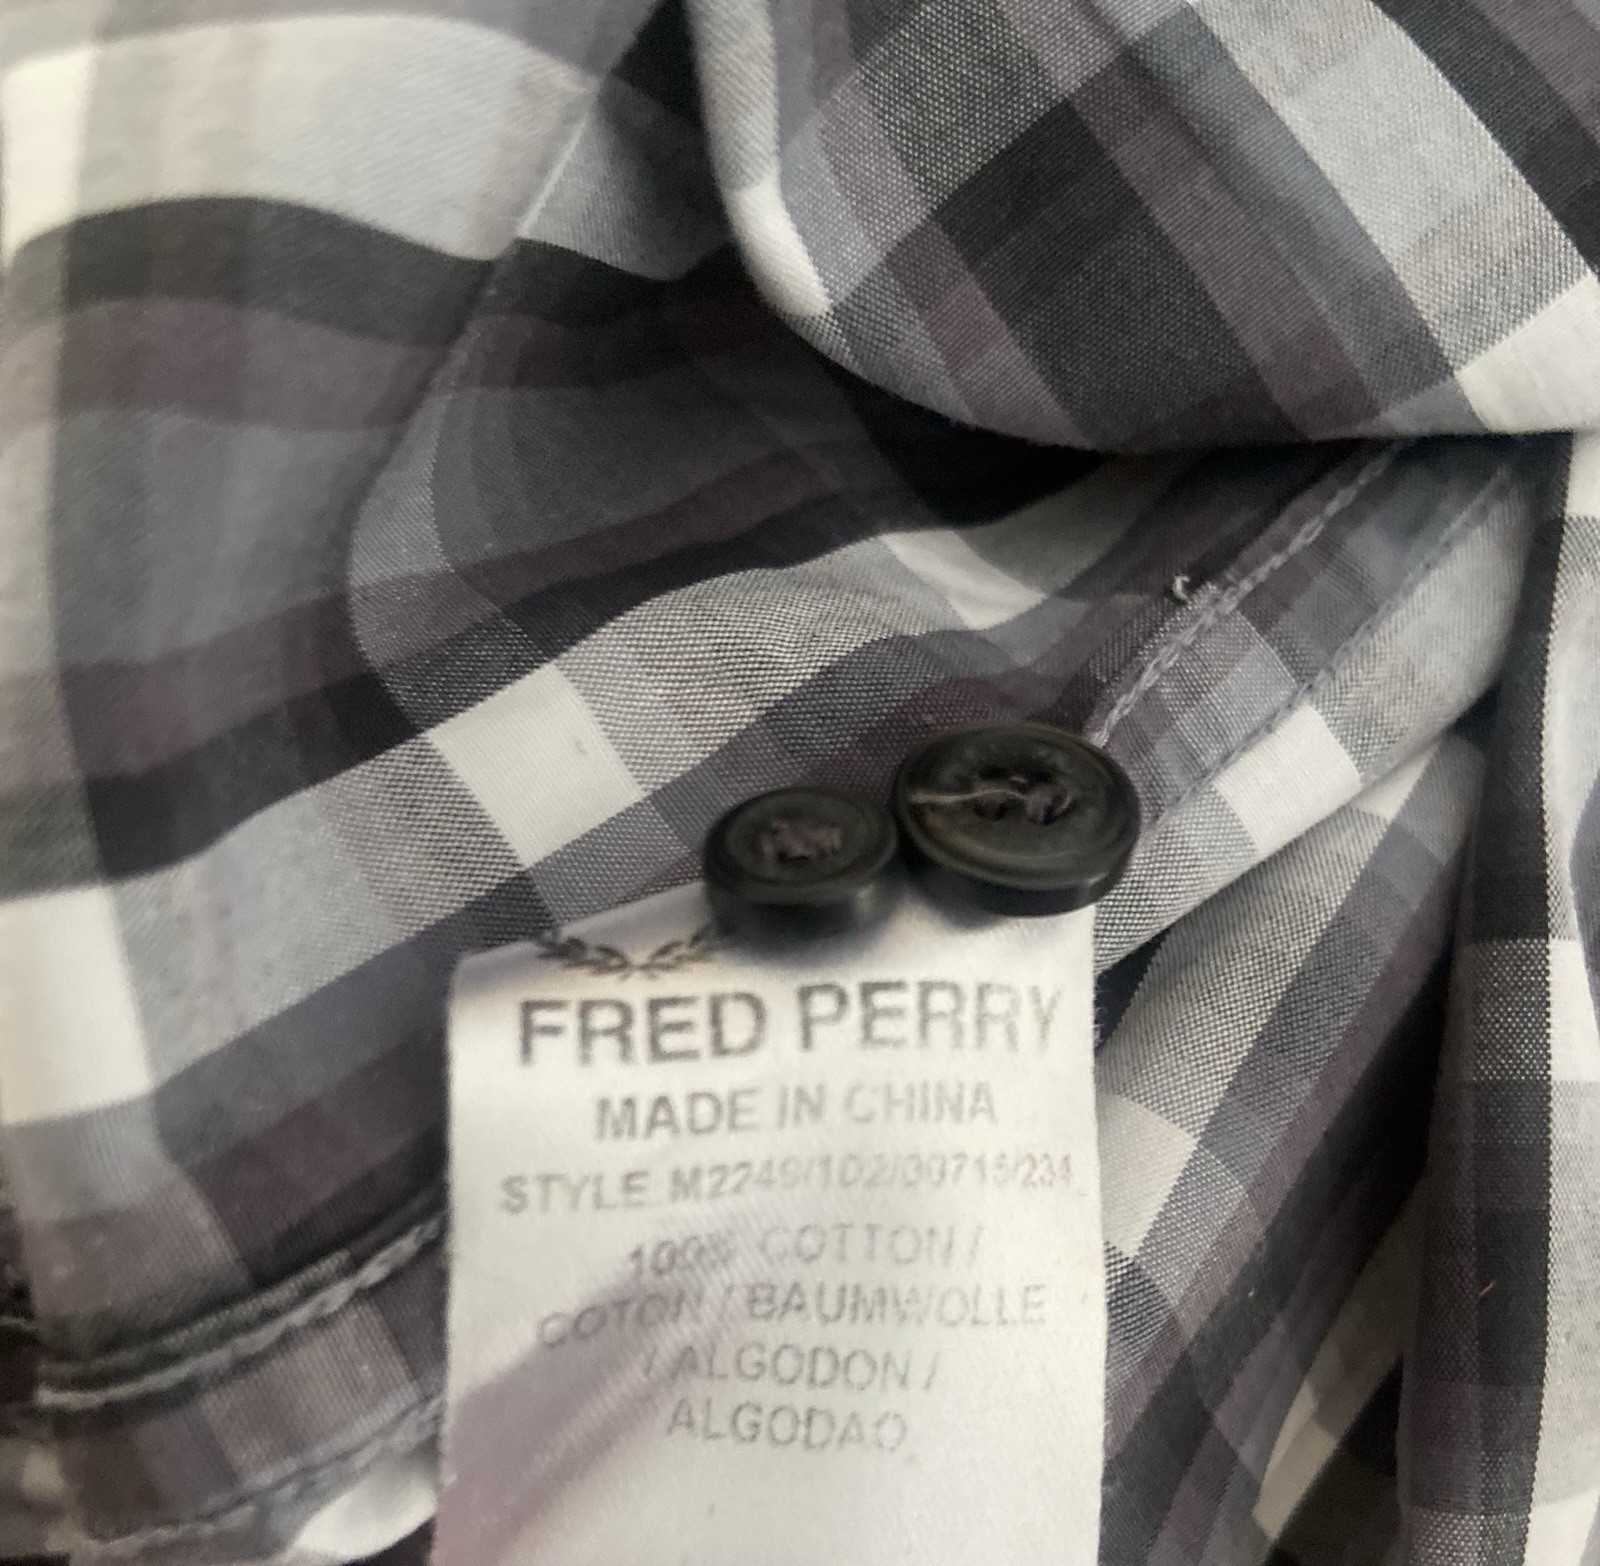 FRED PERRY
MADE IN CHINA
STYLE M2249/102/30715/234
100% COTTON /
COTON / BAUMWOLLE
/ ALGODON /
ALGODAO